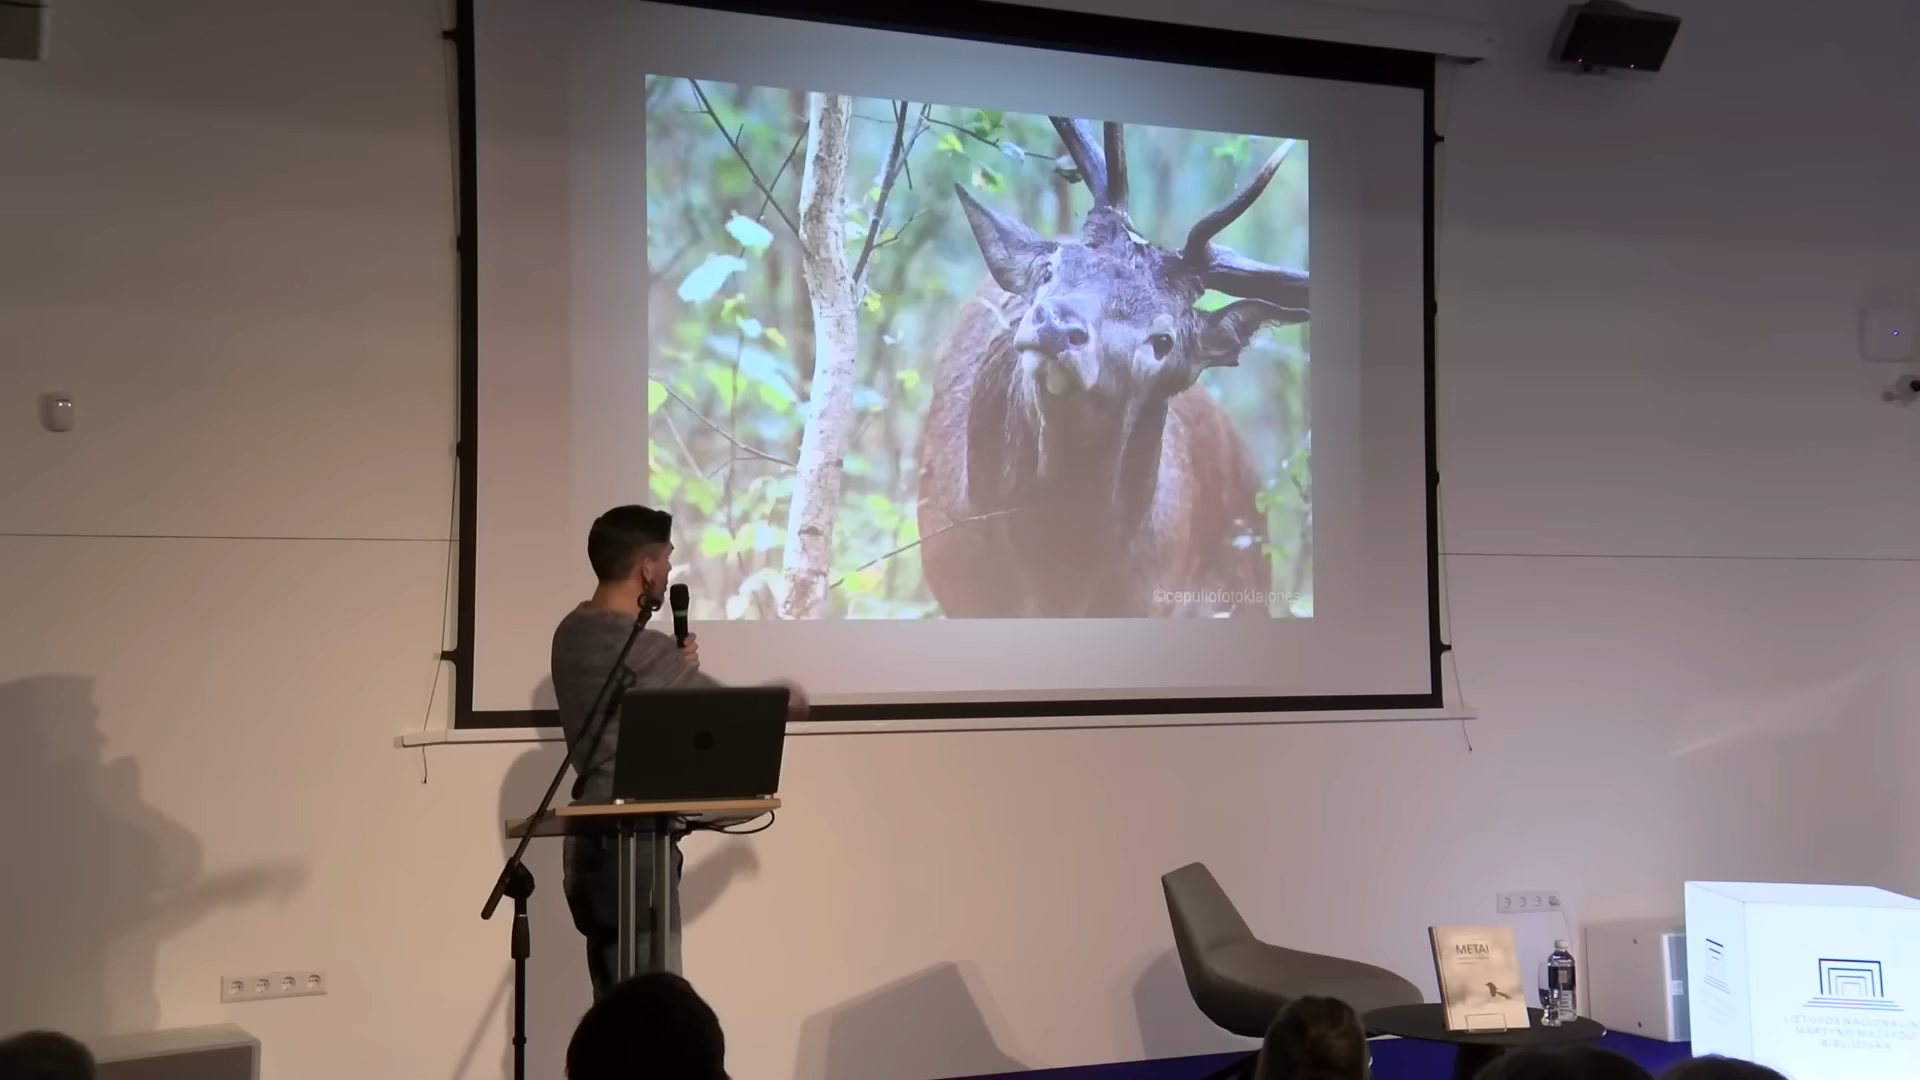 ©cepuliofotoklajones
METAI
LIETUVOS NACIONALINĖ
MARTYNO MAŽVYDO
BIBLIOTEKA